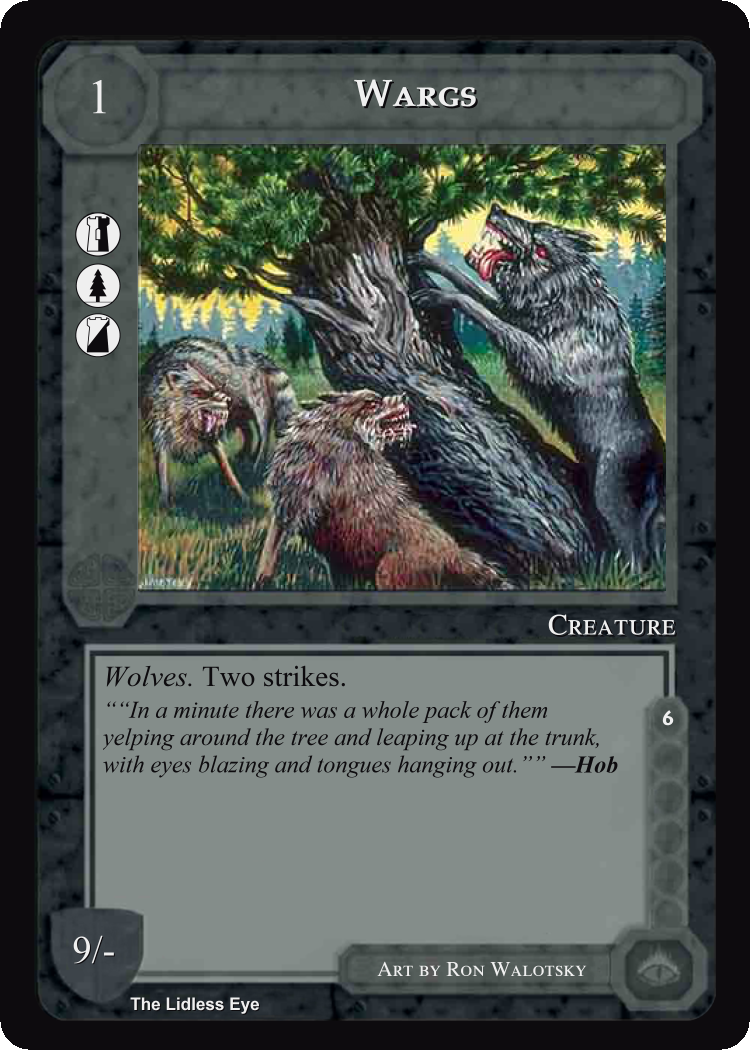 1
Wargs
Creature
Wolves. Two strikes.
““In a minute there was a whole pack of them
yelping around the tree and leaping up at the trunk,
with eyes blazing and tongues hanging out.”” —Hob
6
9/-
Art by Ron Walotsky
The Lidless Eye